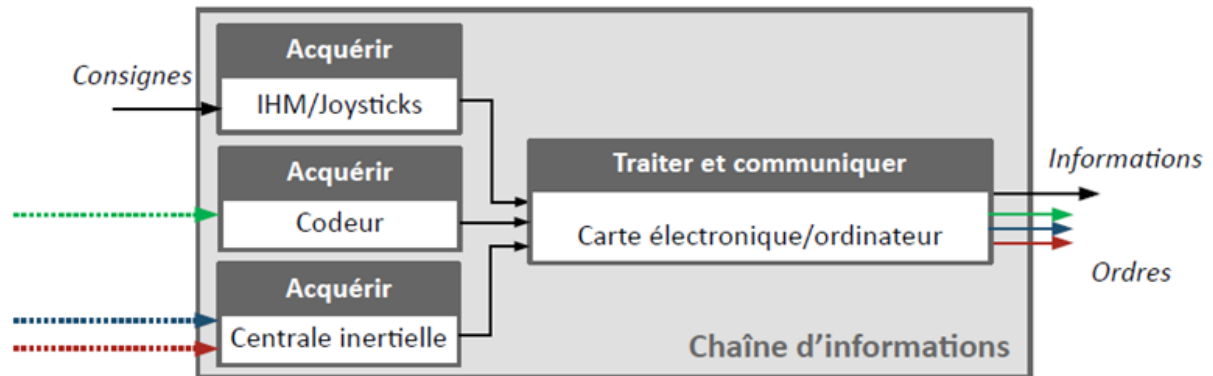 Consignes
Acquérir
IHM/Joysticks
Acquérir
Codeur
Acquérir
Centrale inertielle
Traiter et communiquer
Carte électronique/ordinateur
Informations
Ordres
Chaîne d'informations